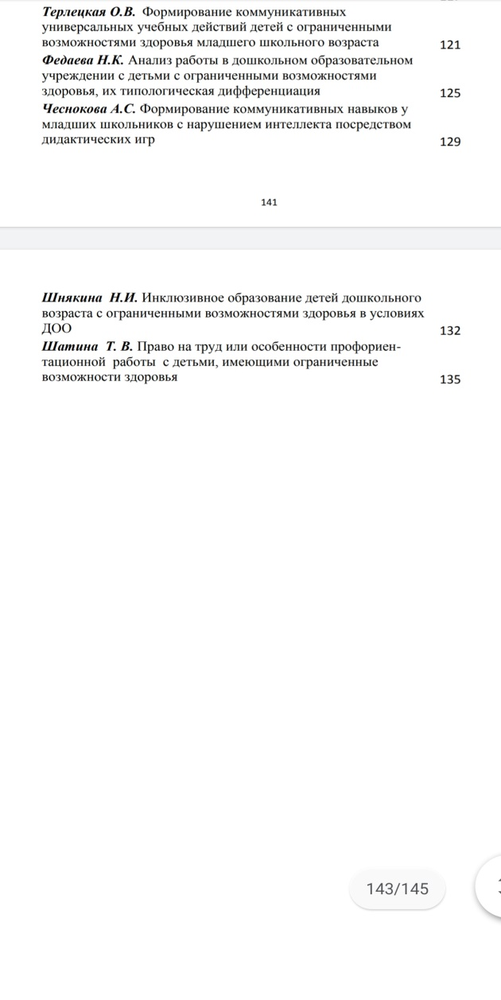 Терлецкая О.В. Формирование коммуникативных
универсальных учебных действий детей с ограниченными
возможностями здоровья младшего школьного возраста 121
Федаева Н.К. Анализ работы в дошкольном образовательном
учреждении с детьми с ограниченными возможностями
здоровья, их типологическая дифференциация 125
Чеснокова А.С. Формирование коммуникативных навыков у
младших школьников с нарушением интеллекта посредством
дидактических игр 129
141
Шнякина Н.И. Инклюзивное образование детей дошкольного
возраста с ограниченными возможностями здоровья в условиях
ДОО 132
Шатина Т. В. Право на труд или особенности профориен-
тационной работы с детьми, имеющими ограниченные
возможности здоровья 135
143/145